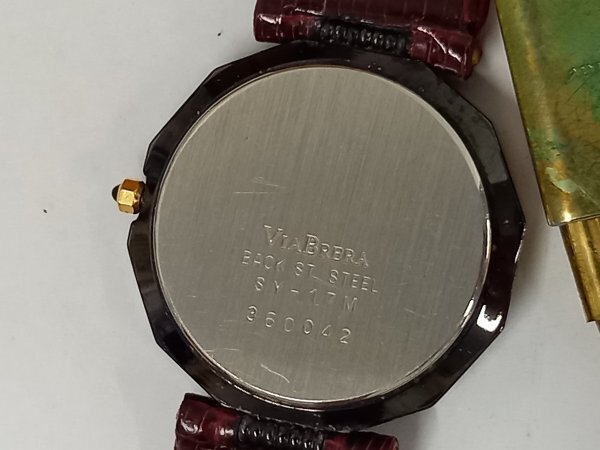 VIABRERA
BACK ST. STEEL
SY-17M
360042